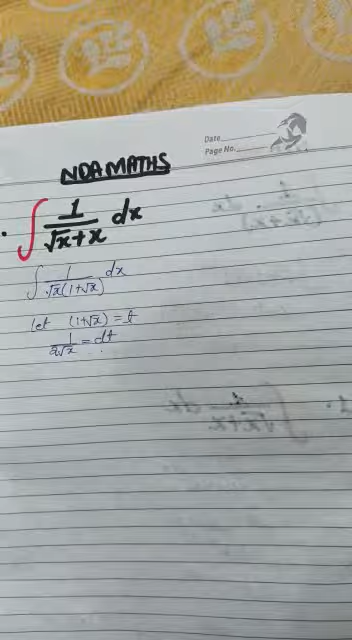 Date
Page No.
NDA MATHS
∫ 1/(√x+x) dx
∫ 1/(√x(1+√x)) dx
let (1+√x) = t
1/(2√x) = dt